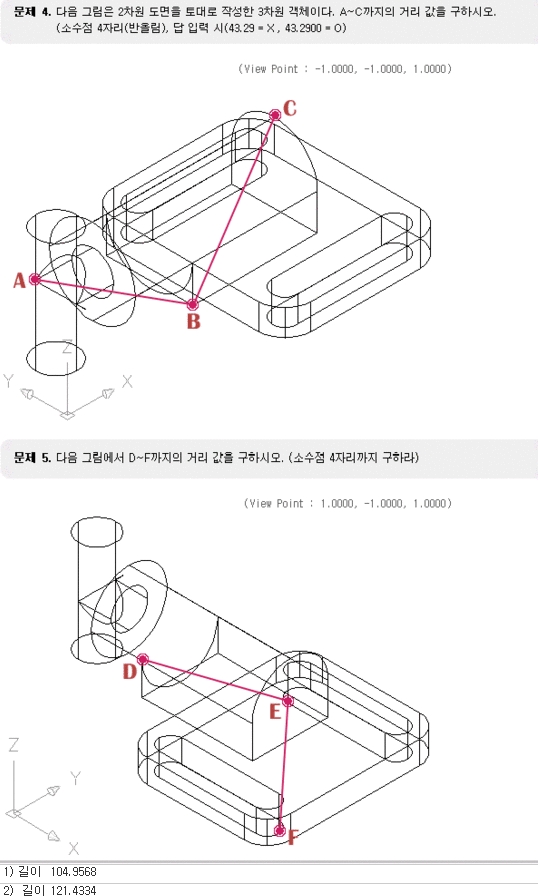 문제 4. 다음 그림은 2차원 도면을 토대로 작성한 3차원 객체이다. A~C까지의 거리 값을 구하시오.
(소수점 4자리(반올림), 답 입력 시(43.29 = X , 43.2900 = O)
(View Point : -1.0000, -1.0000, 1.0000)
C
A
B
Z
Y
X
문제 5. 다음 그림에서 D~F까지의 거리 값을 구하시오. (소수점 4자리까지 구하라)
(View Point : 1.0000, -1.0000, 1.0000)
D
E
Z
Y
F
X
1) 길이 104.9568
2) 길이 121.4334